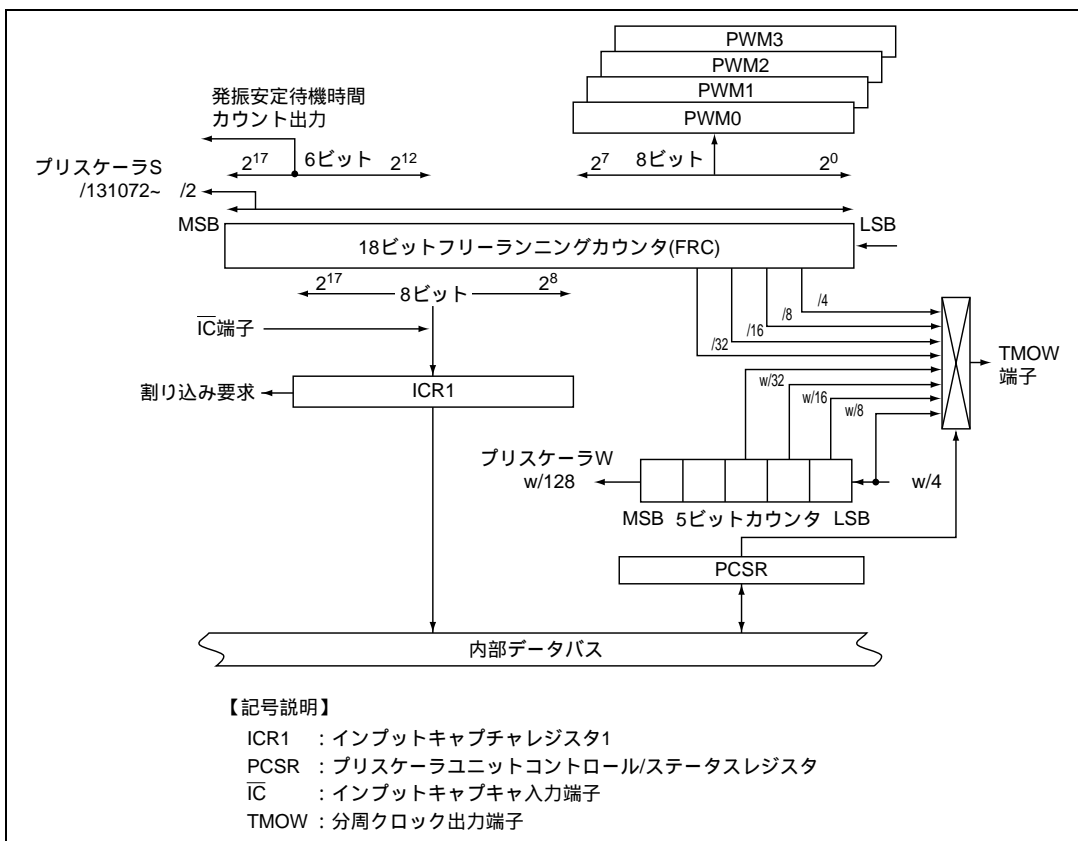 PWM3
PWM2
PWM1
PWM0
発振安定待機時間
カウント出力
2^17 6ビット 2^12
2^7 8ビット 2^0
プリスケーラS
/131072~ /2
MSB
LSB
18ビットフリーランニングカウンタ(FRC)
2^17 8ビット 2^8
/4
/8
/16
/32
IC端子
TMOW
端子
割り込み要求
ICR1
w/32
w/16
w/8
プリスケーラW
w/128
w/4
MSB 5ビットカウンタ LSB
PCSR
内部データバス
【記号説明】
ICR1 :インプットキャプチャレジスタ1
PCSR :プリスケーラユニットコントロール/ステータスレジスタ
IC :インプットキャプキャ入力端子
TMOW :分周クロック出力端子